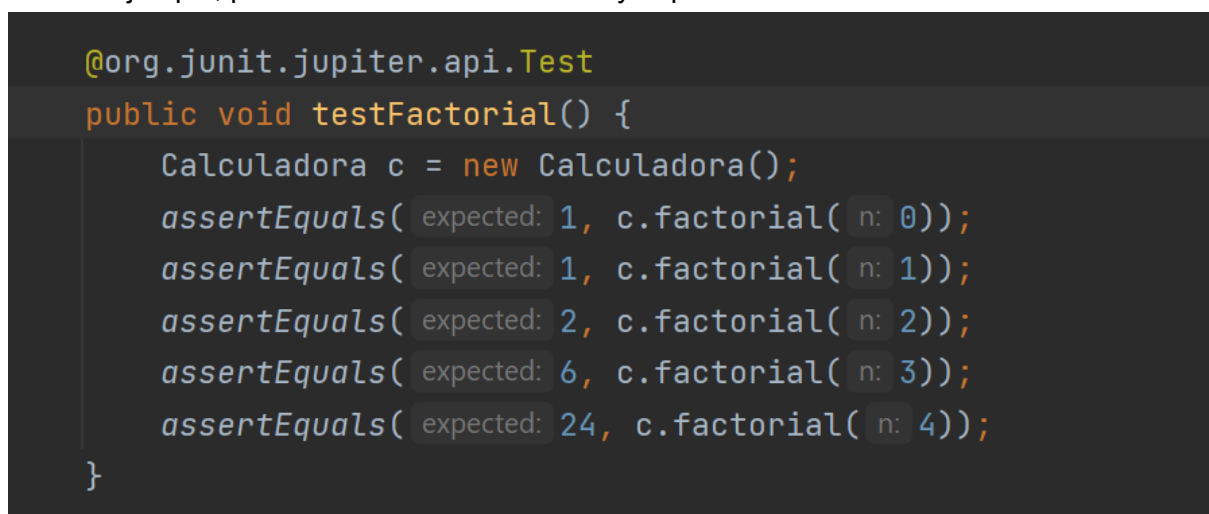 @org.junit.jupiter.api.Test
public void testFactorial() {
    Calculadora c = new Calculadora();
    assertEquals( expected: 1, c.factorial( n: 0));
    assertEquals( expected: 1, c.factorial( n: 1));
    assertEquals( expected: 2, c.factorial( n: 2));
    assertEquals( expected: 6, c.factorial( n: 3));
    assertEquals( expected: 24, c.factorial( n: 4));
}